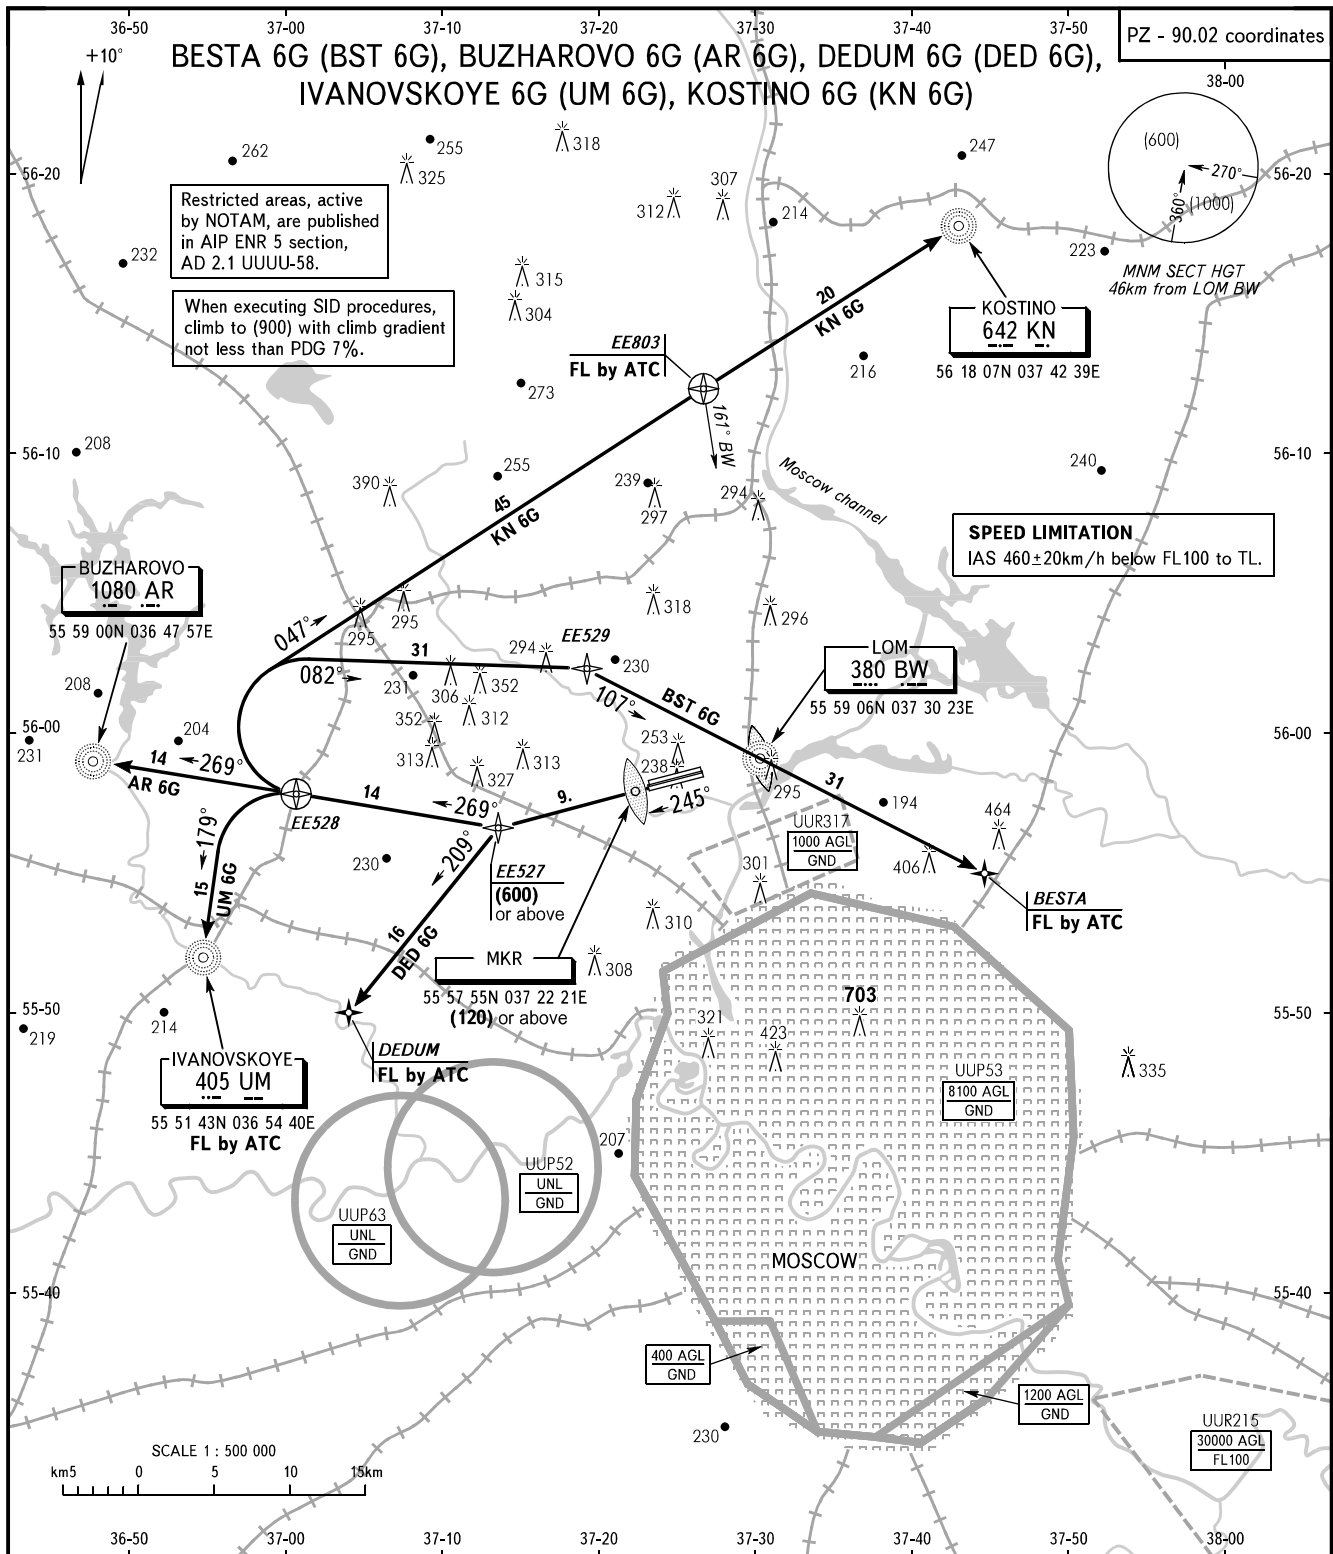 36-50
37-00
37-10
37-20
37-30
37-40
37-50
PZ - 90.02 coordinates
38-00
+10°
BESTA 6G (BST 6G), BUZHAROVO 6G (AR 6G), DEDUM 6G (DED 6G),
IVANOVSKOYE 6G (UM 6G), KOSTINO 6G (KN 6G)
(600)
270°
360°
(1000)
MNM SECT HGT
46km from LOM BW
56-20
56-20
262
255
325
318
312
307
214
247
223
232
Restricted areas, active
by NOTAM, are published
in AIP ENR 5 section,
AD 2.1 UUUU-58.
When executing SID procedures,
climb to (900) with climb gradient
not less than PDG 7%.
315
304
273
EE803
FL by ATC
20
KN 6G
KOSTINO
642 KN
56 18 07N 037 42 39E
216
161° BW
56-10
56-10
208
390
255
239
297
294
240
45
KN 6G
Moscow channel
SPEED LIMITATION
IAS 460±20km/h below FL100 to TL.
BUZHAROVO
1080 AR
55 59 00N 036 47 57E
295
295
318
296
047°
082°
31
294
EE529
230
107°
BST 6G
LOM
380 BW
55 59 06N 037 30 23E
208
231
204
56-00
56-00
231
306
352
312
352
313
327
313
253
238
295
31
194
464
406
14
AR 6G
269°
EE528
14
269°
9.
245°
179°
15
UM 6G
230
209°
16
DED 6G
EE527
(600)
or above
UUR317
1000 AGL
GND
301
310
308
BESTA
FL by ATC
MKR
55 57 55N 037 22 21E
(120) or above
55-50
55-50
219
214
DEDUM
FL by ATC
IVANOVSKOYE
405 UM
55 51 43N 036 54 40E
FL by ATC
703
321
423
335
UUP53
8100 AGL
GND
207
UUP52
UNL
GND
UUP63
UNL
GND
MOSCOW
55-40
55-40
400 AGL
GND
1200 AGL
GND
230
UUR215
30000 AGL
FL100
SCALE 1 : 500 000
km5
0
5
10
15km
36-50
37-00
37-10
37-20
37-30
37-40
37-50
38-00